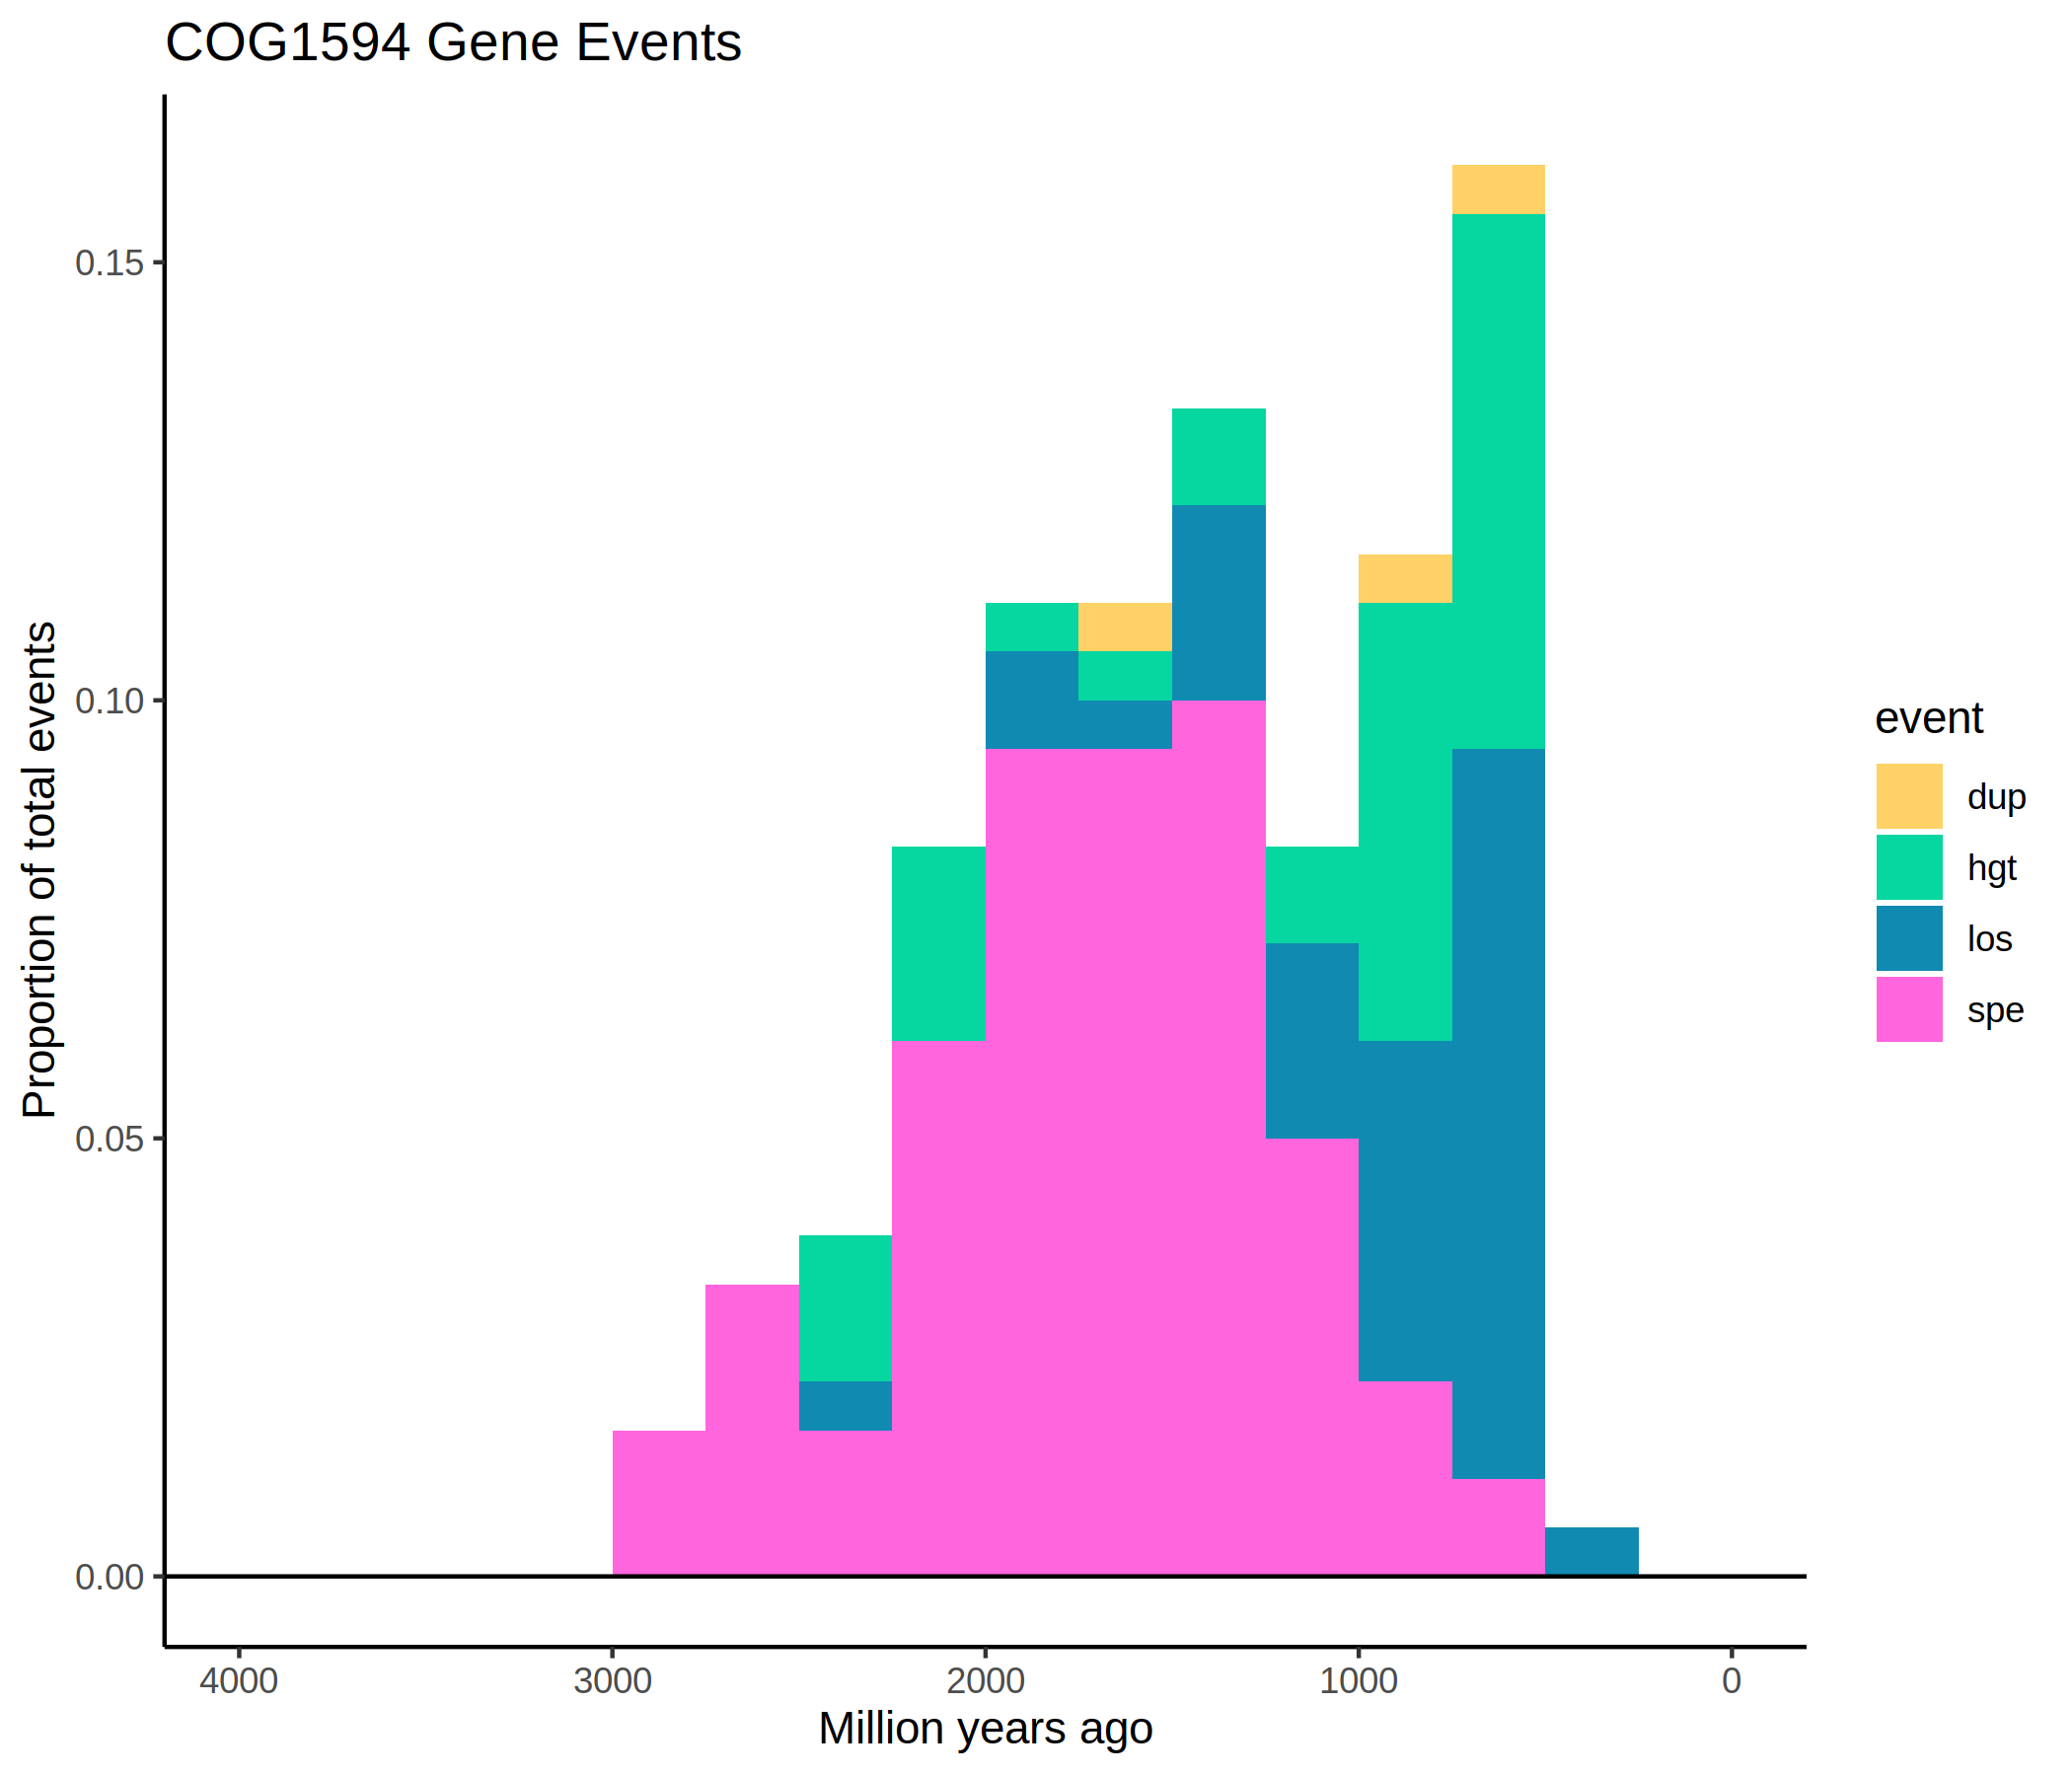 COG1594 Gene Events
Proportion of total events
0.15
0.10
0.05
0.00
4000 3000 2000 1000 0
Million years ago
event
dup
hgt
los
spe